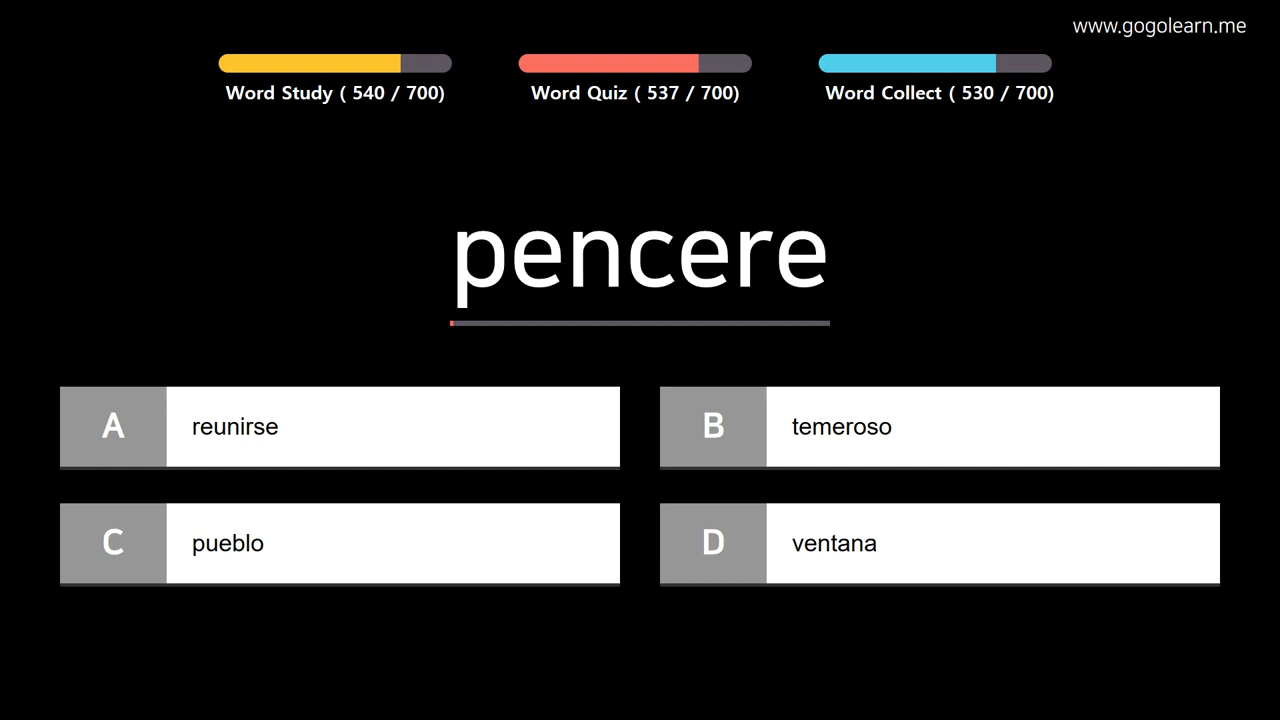 www.gogolearn.me
Word Study ( 540 / 700)
Word Quiz ( 537 / 700)
Word Collect ( 530 / 700)
pencere
A
reunirse
B
temeroso
C
pueblo
D
ventana